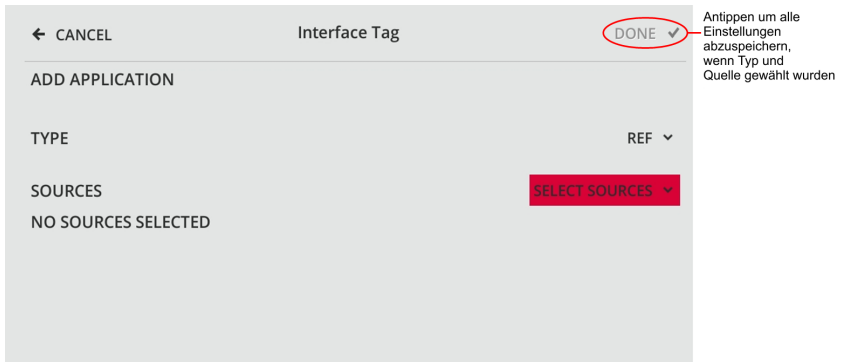 CANCEL
Interface Tag
DONE
Antippen um alle
Einstellungen
abzuspeichern,
wenn Typ und
Quelle gewählt wurden
ADD APPLICATION
TYPE
REF
SOURCES
SELECT SOURCES
NO SOURCES SELECTED